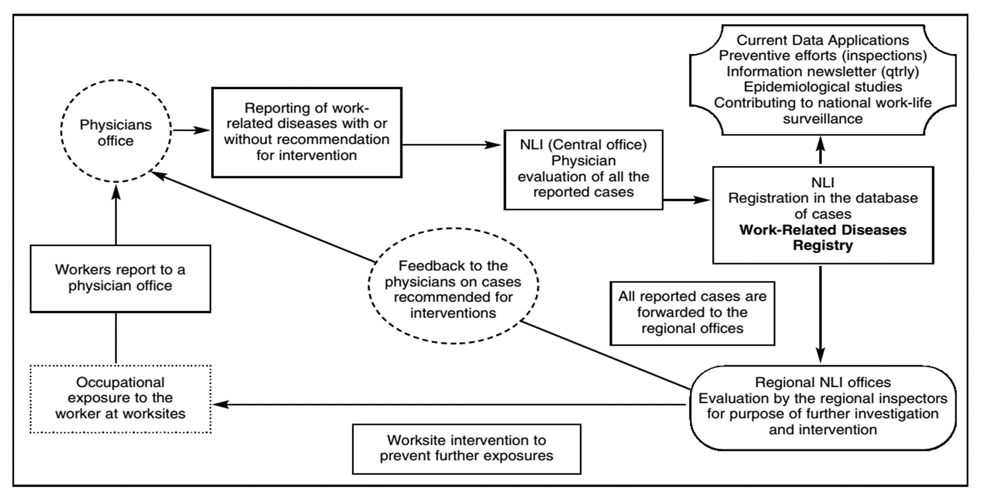 Current Data Applications
Preventive efforts (inspections)
Information newsletter (qtrly)
Epidemiological studies
Contributing to national work-life
surveillance
Physicians
office
Reporting of work-
related diseases with or
without recommendation
for intervention
NLI (Central office)
Physician
evaluation of all the
reported cases
NLI
Registration in the database
of cases
Work-Related Diseases
Registry
Workers report to a
physician office
Feedback to the
physicians on cases
recommended for
interventions
All reported cases are
forwarded to the
regional offices
Occupational
exposure to the
worker at worksites
Regional NLI offices
Evaluation by the regional inspectors
for purpose of further investigation
and intervention
Worksite intervention to
prevent further exposures